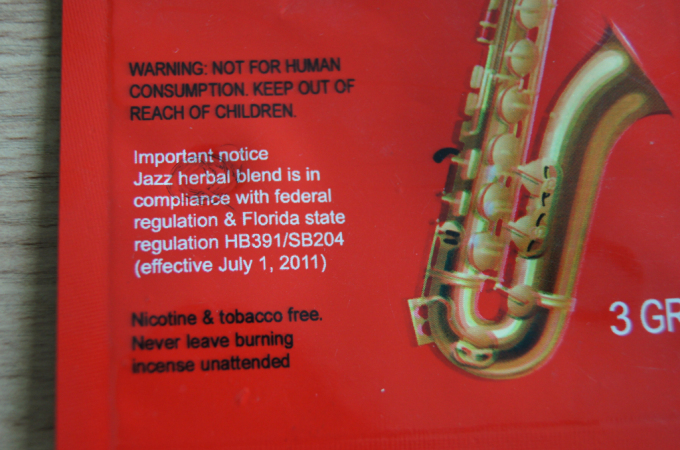 WARNING: NOT FOR HUMAN
CONSUMPTION. KEEP OUT OF
REACH OF CHILDREN.
Important notice
Jazz herbal blend is in
compliance with federal
regulation & Florida state
regulation HB391/SB204
(effective July 1, 2011)
3 GR
Nicotine & tobacco free.
Never leave burning
incense unattended